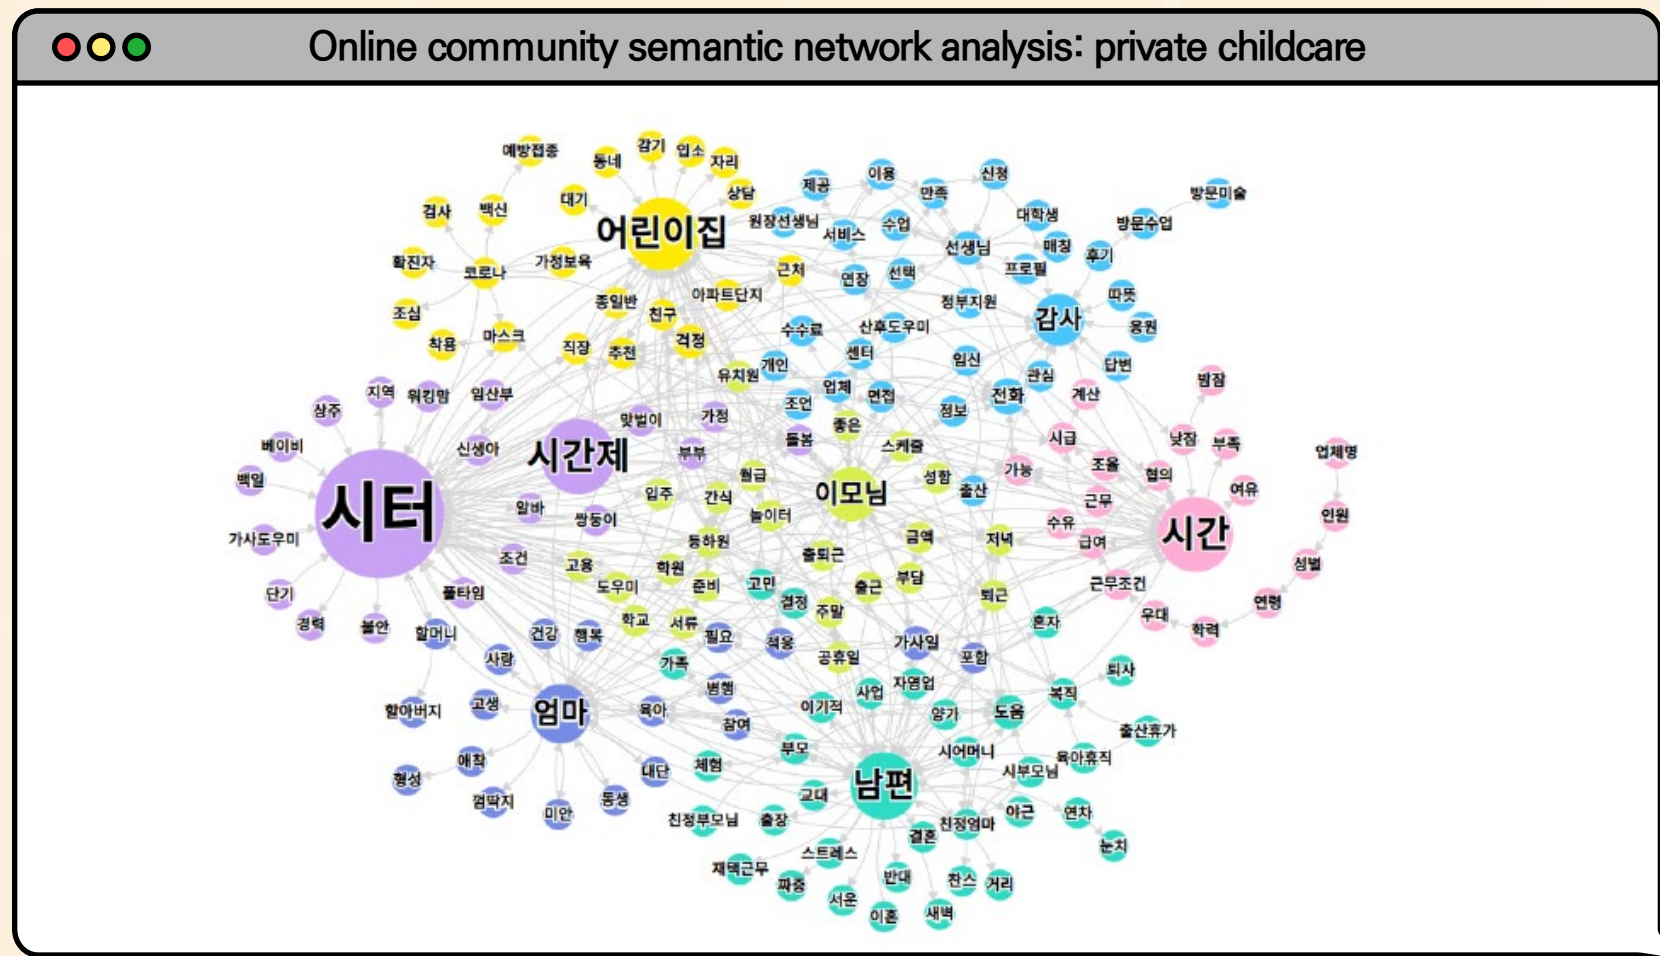 Online community semantic network analysis: private childcare
예방접종
동네
감기
입소
자리
상담
대기
어린이집
검사
백신
확진자
코로나
가정보육
조심
착용
마스크
종일반
친구
아파트단지
근처
직장
추천
걱정
제공
이용
만족
신청
방문미술
원장선생님
서비스
수업
선생님
대학생
매칭
방문수업
후기
연장
선택
프로필
정부지원
따뜻
감사
응원
수수료
산후도우미
센터
임신
답변
개인
관심
유치원
업체
면접
전화
조언
정보
계산
밤잠
지역
워킹맘
임산부
상주
맞벌이
가정
좋은
돌봄
스케줄
시급
낮잠
부족
업체명
베이비
신생아
시간제
부부
월급
이모님
성함
출산
가능
조율
협의
여유
백일
시터
입주
간식
놀이터
근무
인원
알바
쌍둥이
수유
시간
가사도우미
등하원
출퇴근
금액
저녁
급여
조건
고용
학원
성별
단기
풀타임
도우미
준비
고민
결정
출근
부담
퇴근
근무조건
연령
경력
불안
할머니
학교
서류
주말
혼자
우대
학력
건강
행복
필요
적응
가사일
포함
사랑
가족
공휴일
퇴사
할아버지
고생
엄마
육아
병행
참여
이기적
사업
자영업
양가
도움
복직
출산휴가
형성
애착
대단
체험
부모
시어머니
시부모님
육아휴직
껌딱지
미안
동생
남편
교대
친정부모님
출장
결혼
친정엄마
야근
연차
눈치
재택근무
스트레스
짜증
서운
반대
이혼
새벽
찬스
거리